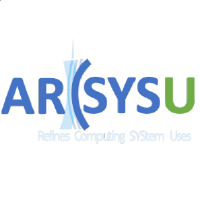 ARCSYSU
Refines Computing SYStem Uses